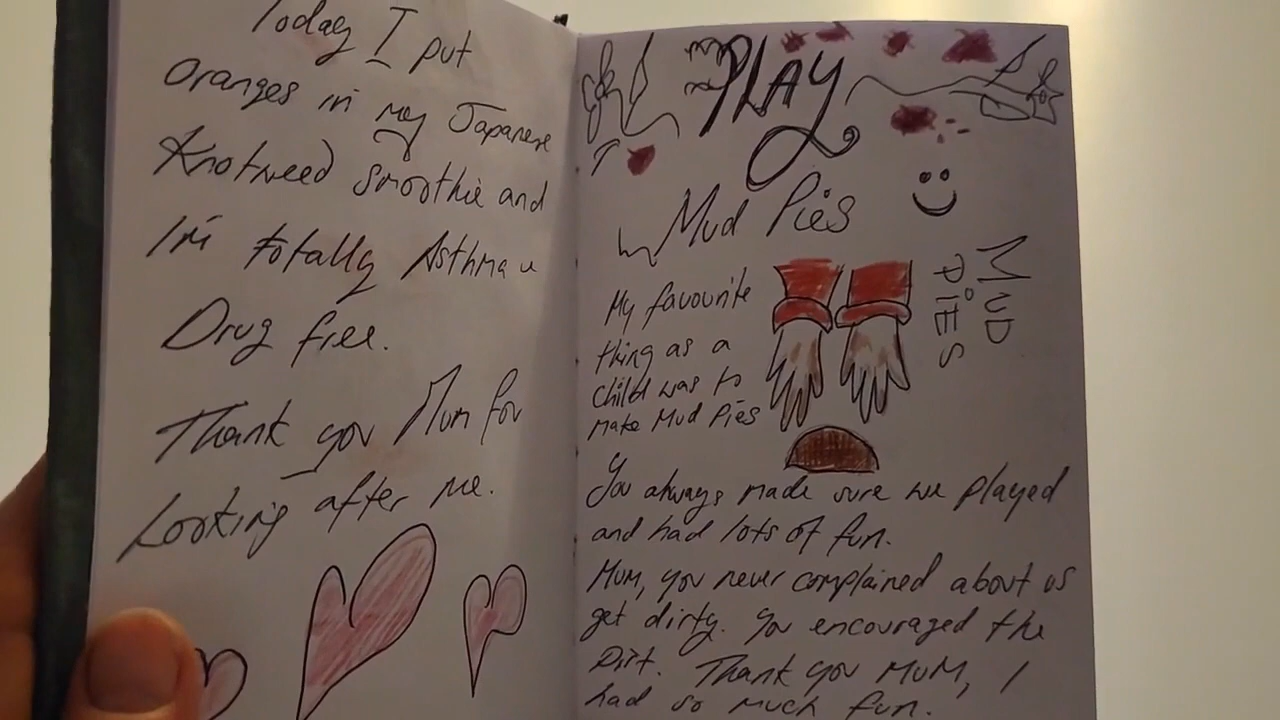 Today I put
Oranges in my Japanese
Knotweed smoothie and
I'm totally Asthma
Drug free.
Thank you Mum for
Looking after me.
PLAY
Mud Pies
MUD
PiES
My favourite
thing as a
child was to
make Mud Pies
You always made sure we played
and had lots of fun.
Mum, you never complained about us
get dirty. You encouraged the
Dirt. Thank you MUM, I
had so much fun.